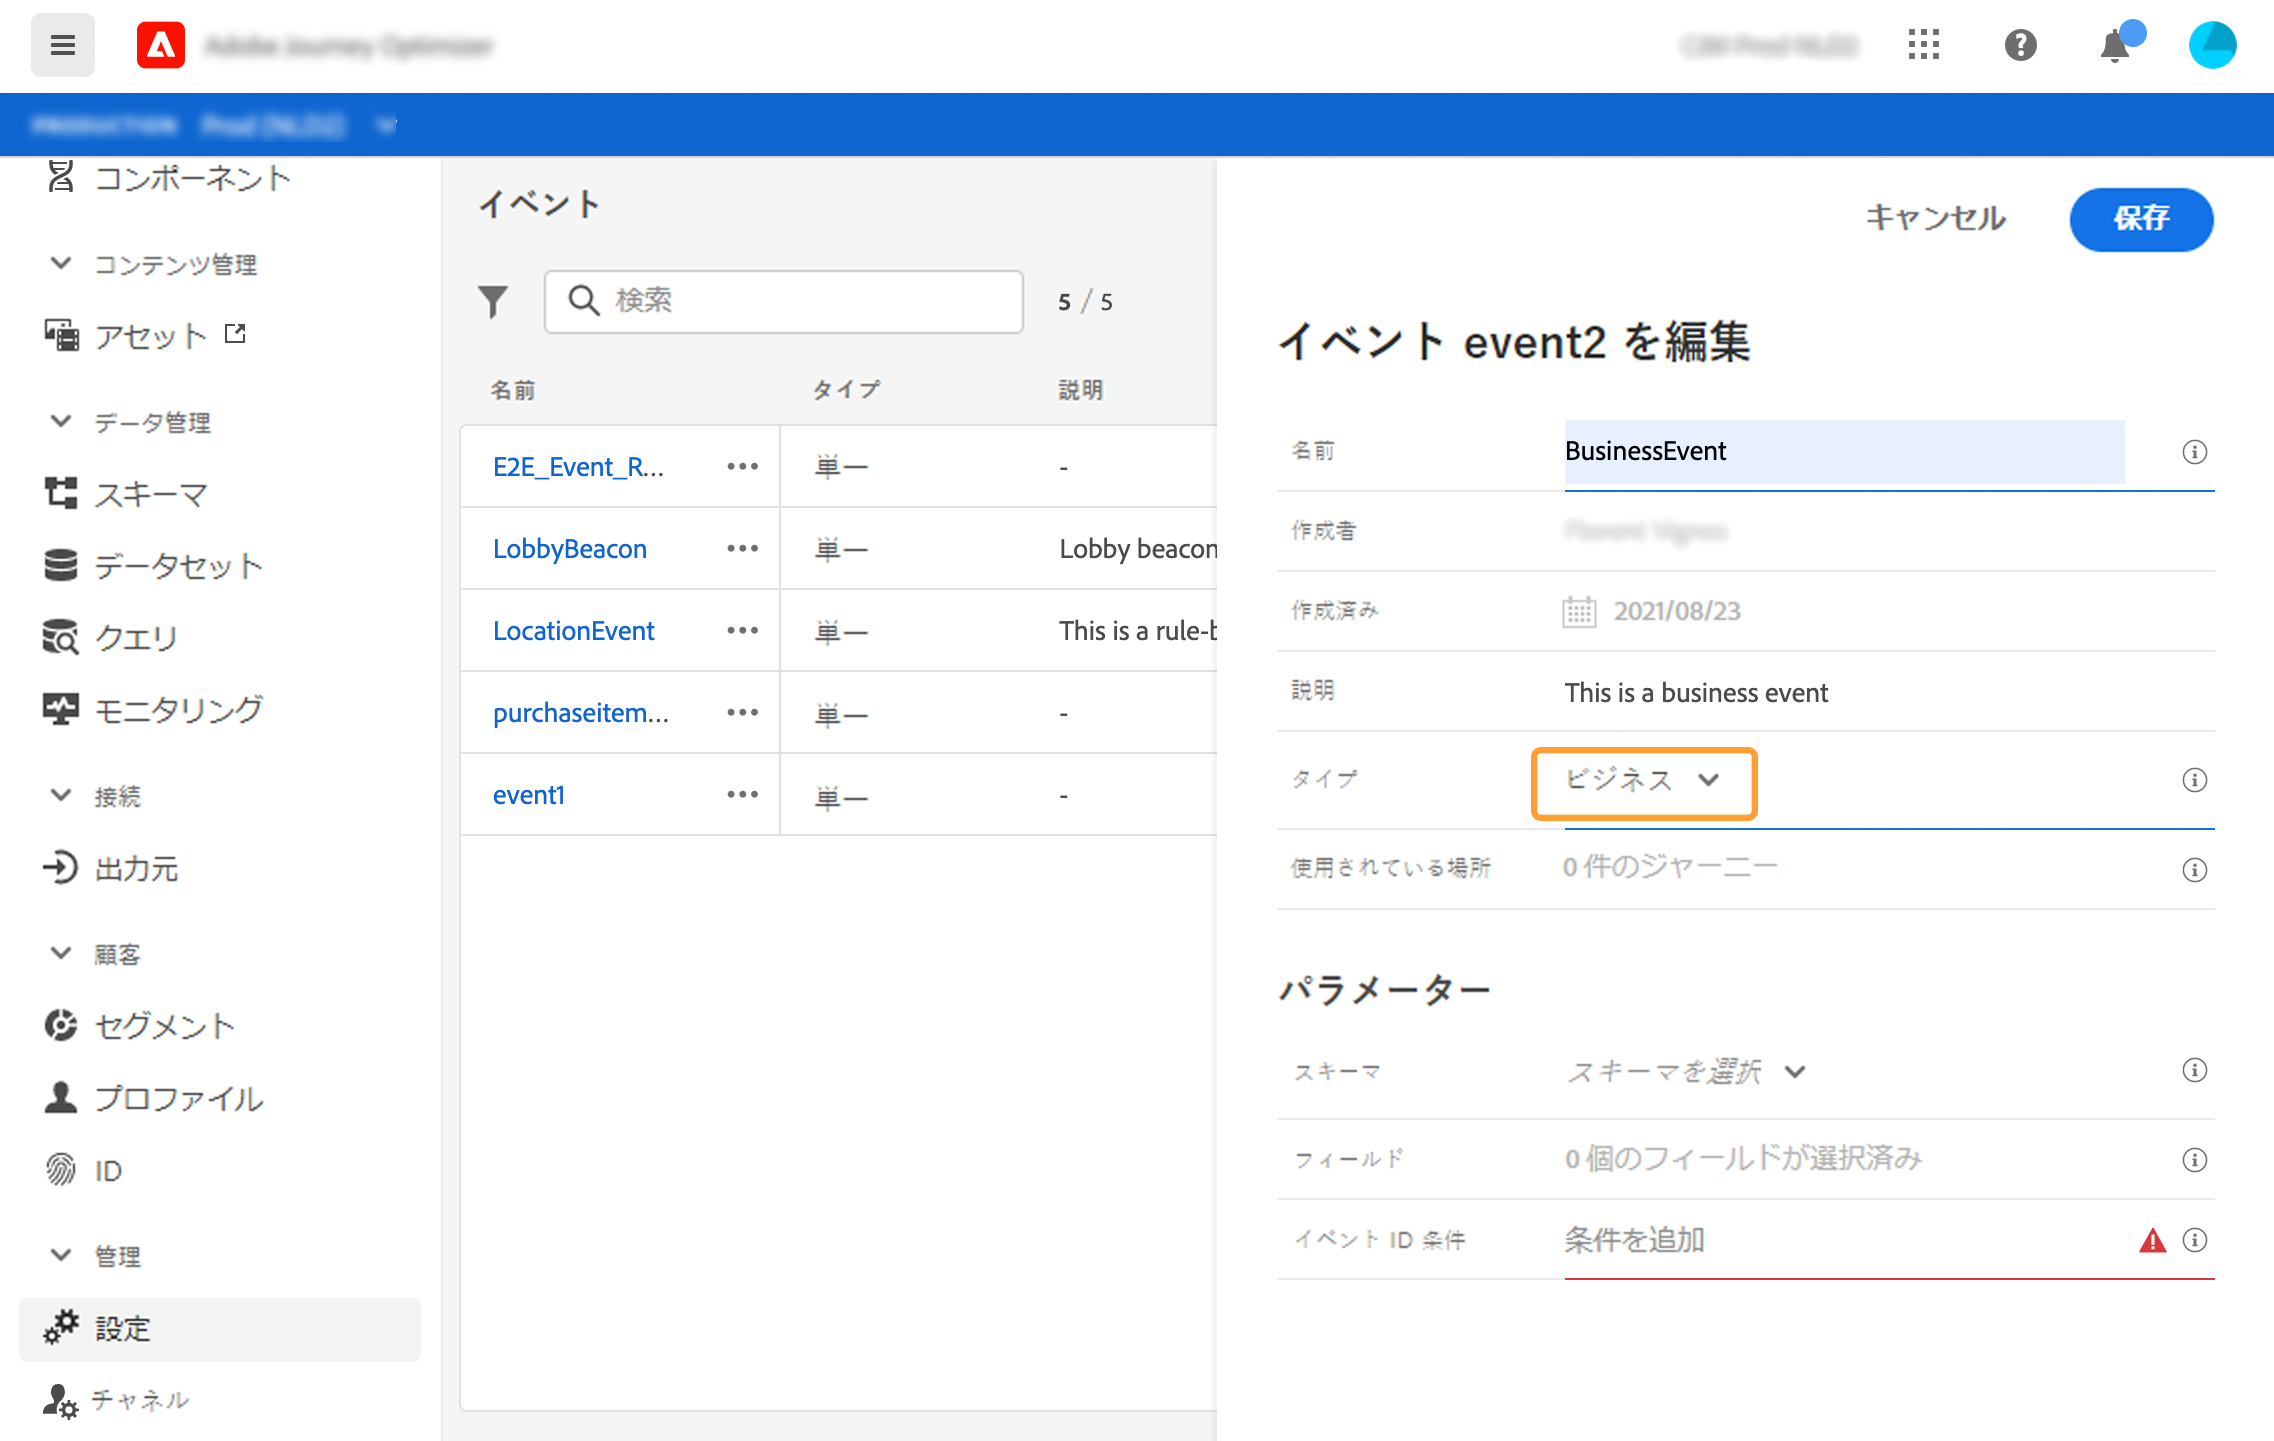 コンポーネント
コンテンツ管理
アセット
データ管理
スキーマ
データセット
クエリ
モニタリング
接続
出力元
顧客
セグメント
プロファイル
ID
管理
設定
チャネル
イベント
検索
5 / 5
名前 タイプ 説明
E2E_Event_R... 単一 -
LobbyBeacon 単一 Lobby beacon
LocationEvent 単一 This is a rule-b
purchaseitem... 単一 -
event1 単一 -
キャンセル 保存
イベント event2 を編集
名前 BusinessEvent
作成者
作成済み 2021/08/23
説明 This is a business event
タイプ ビジネス
使用されている場所 0 件のジャーニー
パラメーター
スキーマ スキーマを選択
フィールド 0 個のフィールドが選択済み
イベント ID 条件 条件を追加